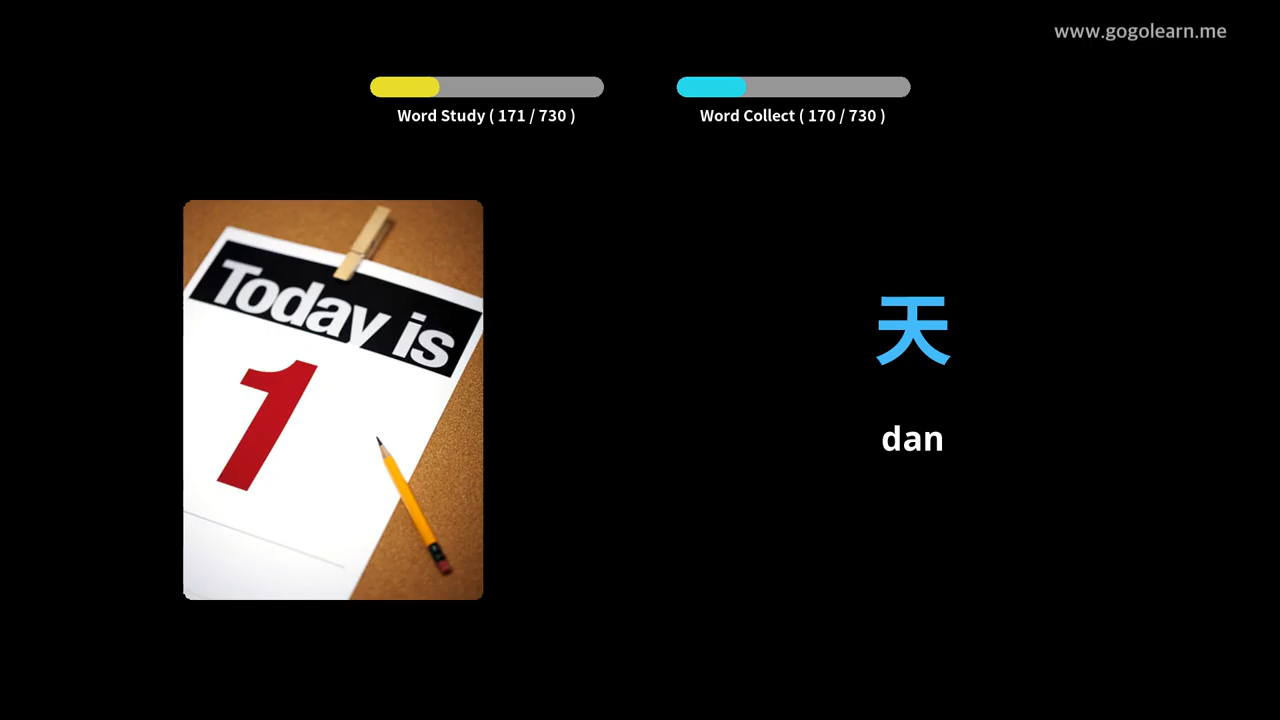 www.gogolearn.me
Word Study ( 171 / 730 )
Word Collect ( 170 / 730 )
Today is
1
天
dan